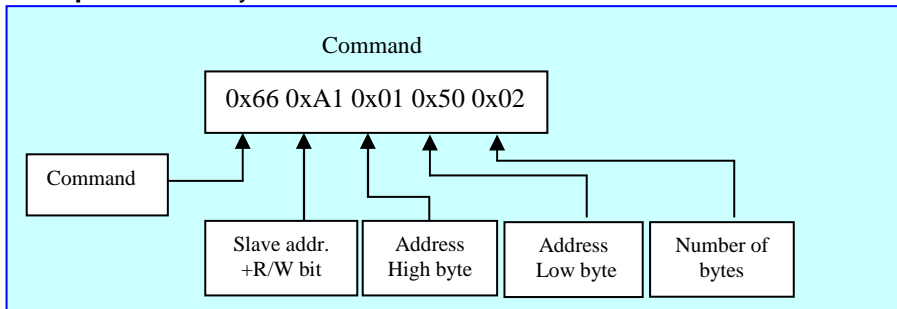 Command
0x66 0xA1 0x01 0x50 0x02
Command
Slave addr.
+R/W bit
Address
High byte
Address
Low byte
Number of
bytes